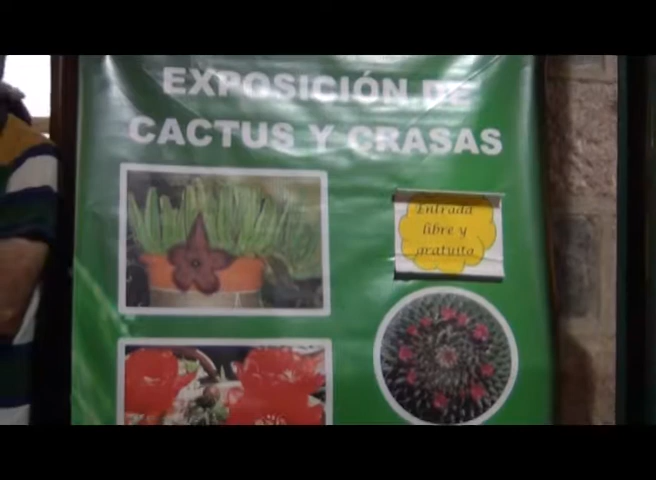 EXPOSICIÓN DE
CACTUS Y CRASAS
Entrada
libre y
gratuita